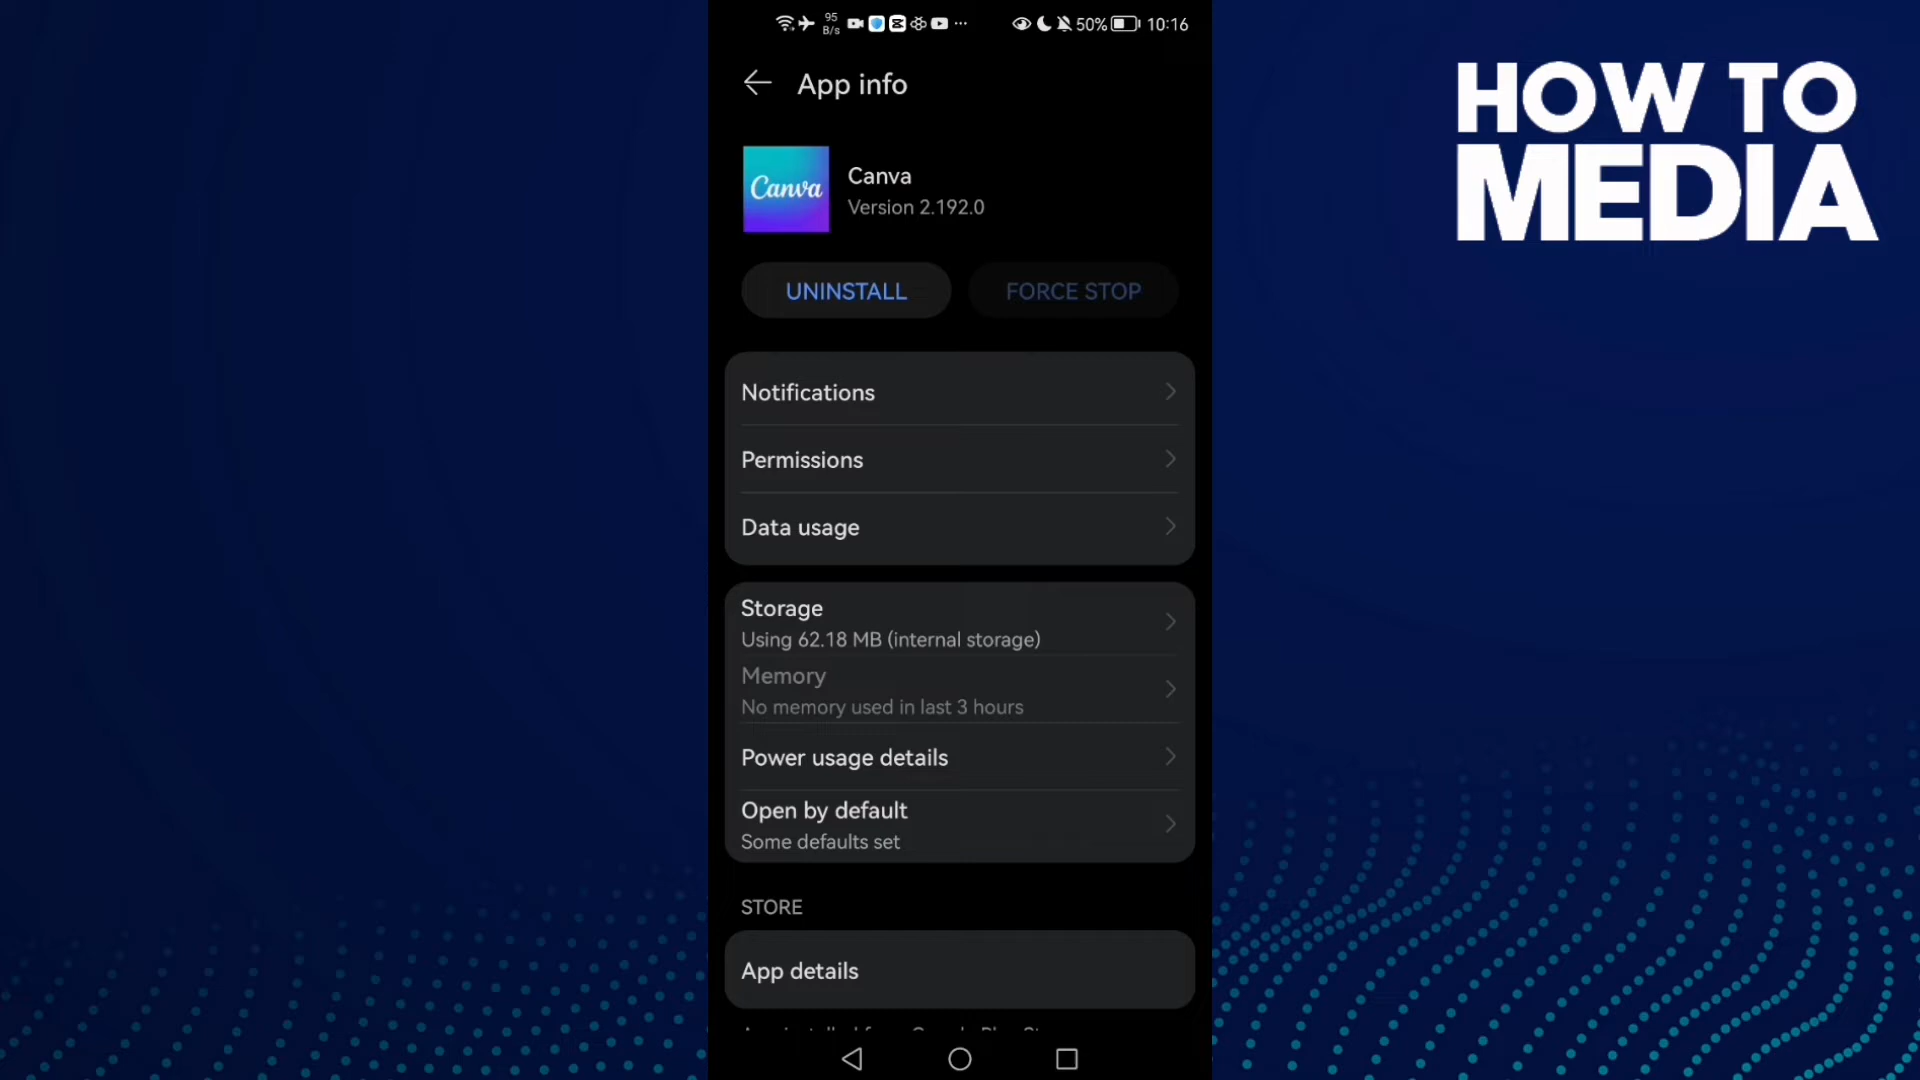 95
B/s
50%
10:16
App info
HOW TO
MEDIA
Canva
Canva
Version 2.192.0
UNINSTALL
FORCE STOP
Notifications
Permissions
Data usage
Storage
Using 62.18 MB (internal storage)
Memory
No memory used in last 3 hours
Power usage details
Open by default
Some defaults set
STORE
App details